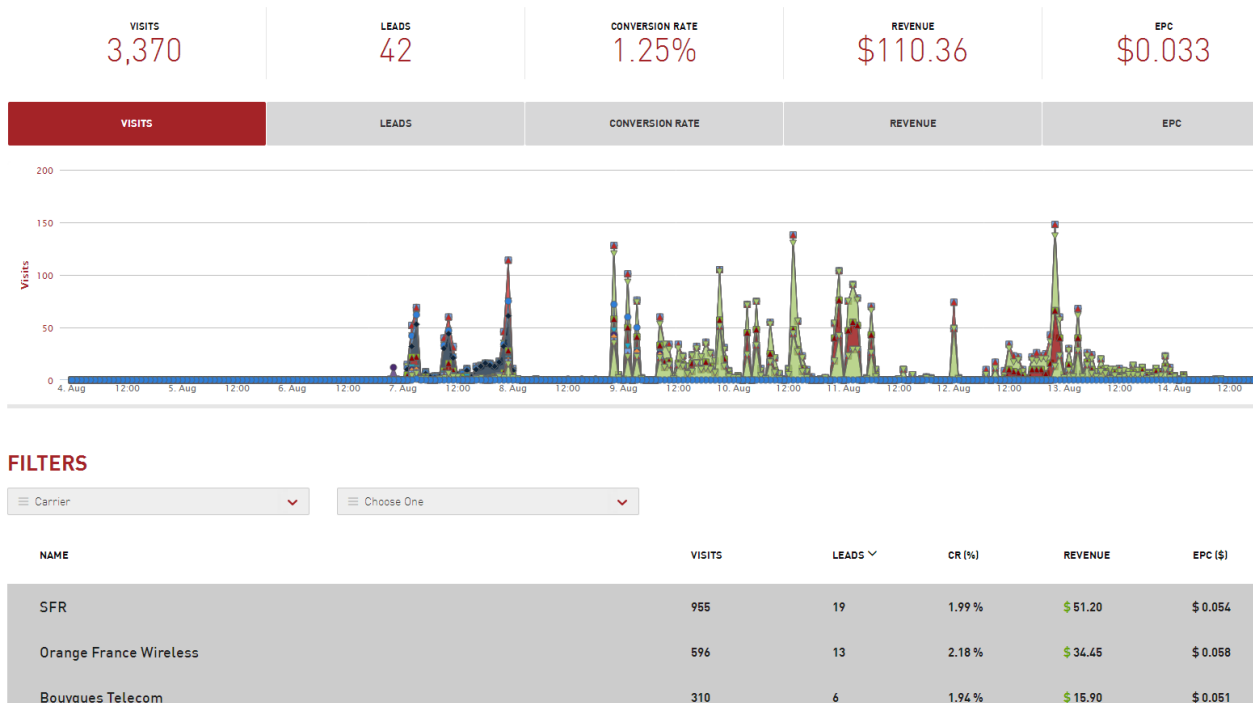 VISITS LEADS CONVERSION RATE REVENUE EPC
3,370 42 1.25% $110.36 $0.033
VISITS LEADS CONVERSION RATE REVENUE EPC
200
150
100
50
0
Visits
4. Aug 12:00 5. Aug 12:00 6. Aug 12:00 7. Aug 12:00 8. Aug 12:00 9. Aug 12:00 10. Aug 12:00 11. Aug 12:00 12. Aug 12:00 13. Aug 12:00 14. Aug 12:00
FILTERS
Carrier Choose One
NAME VISITS LEADS CR (%) REVENUE EPC ($)
SFR 955 19 1.99 % $ 51.20 $ 0.054
Orange France Wireless 596 13 2.18 % $ 34.45 $ 0.058
Bouygues Telecom 310 6 1.94 % $ 15.90 $ 0.051